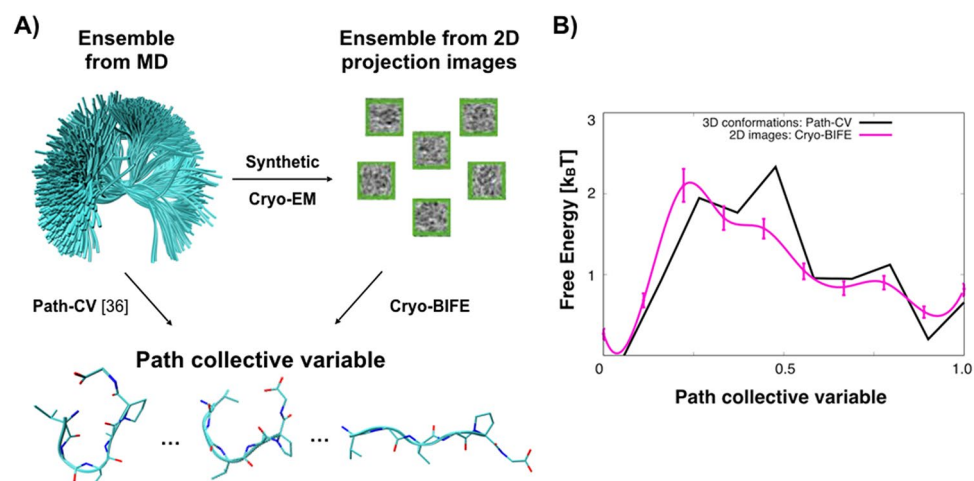 A)
Ensemble
from MD
Ensemble from 2D
projection images
Synthetic
Cryo-EM
Path-CV [36]
Cryo-BIFE
Path collective variable
... ...
B)
3D conformations: Path-CV
2D images: Cryo-BIFE
Free Energy [kBT]
3
2
1
0 0.5 1.0
Path collective variable